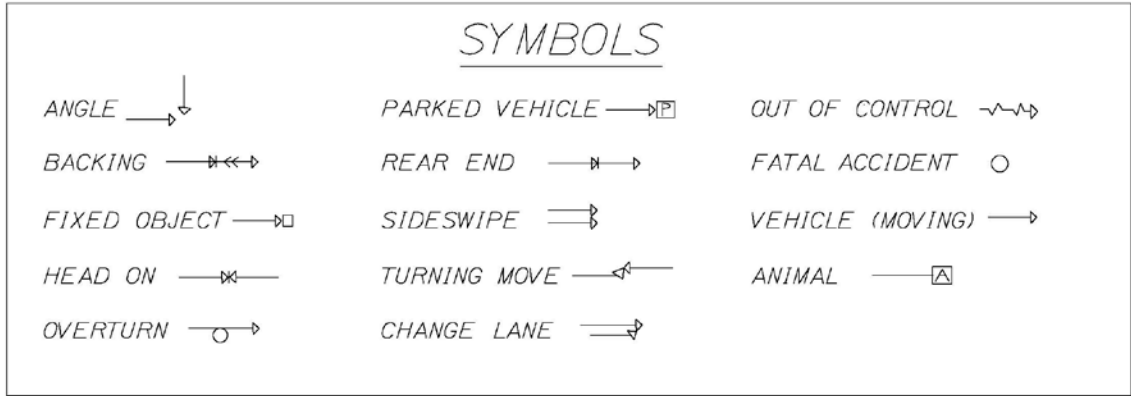 SYMBOLS
ANGLE
PARKED VEHICLE P
OUT OF CONTROL
BACKING
REAR END
FATAL ACCIDENT
FIXED OBJECT
SIDESWIPE
VEHICLE (MOVING)
HEAD ON
TURNING MOVE
ANIMAL A
OVERTURN
CHANGE LANE